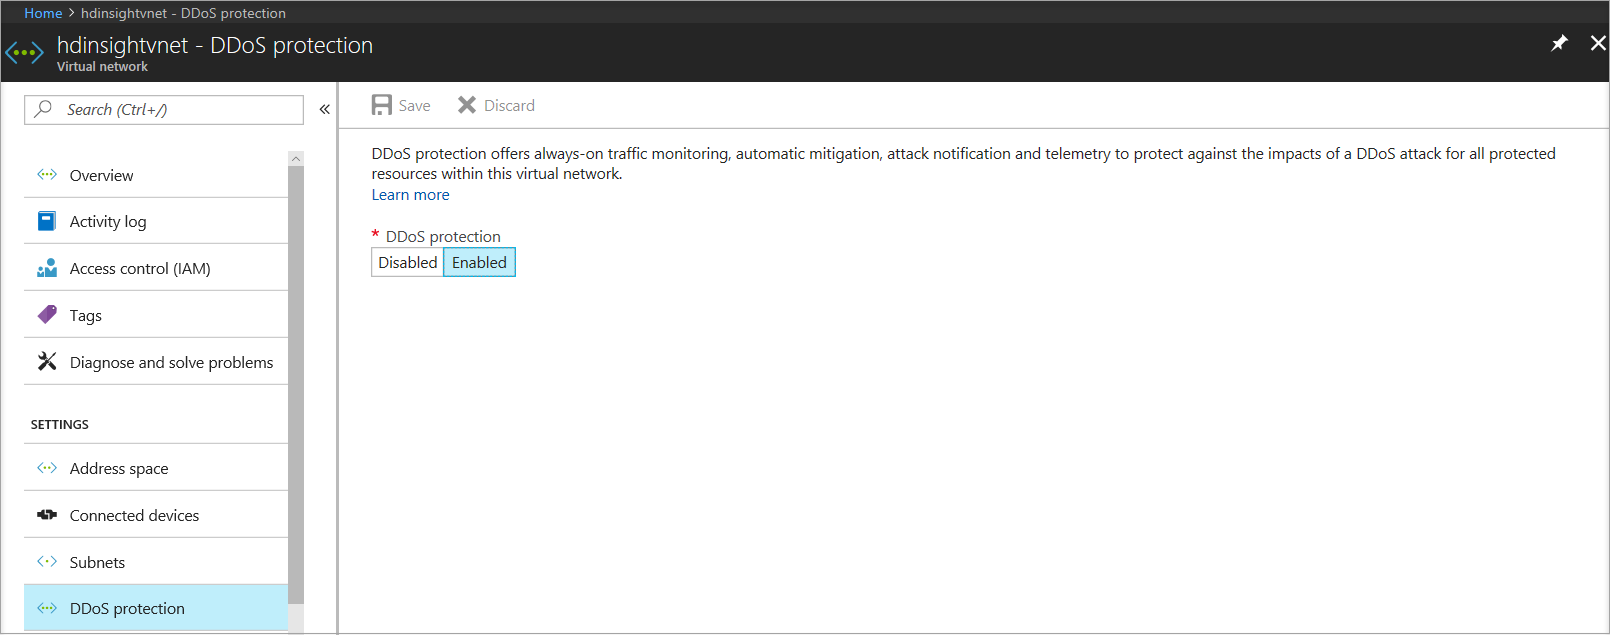 Home > hdinsightvnet - DDoS protection
hdinsightvnet - DDoS protection
Virtual network
Search (Ctrl+/)
«
Overview
Activity log
Access control (IAM)
Tags
Diagnose and solve problems
SETTINGS
Address space
Connected devices
Subnets
DDoS protection
Save
Discard
DDoS protection offers always-on traffic monitoring, automatic mitigation, attack notification and telemetry to protect against the impacts of a DDoS attack for all protected
resources within this virtual network.
Learn more
* DDoS protection
Disabled Enabled